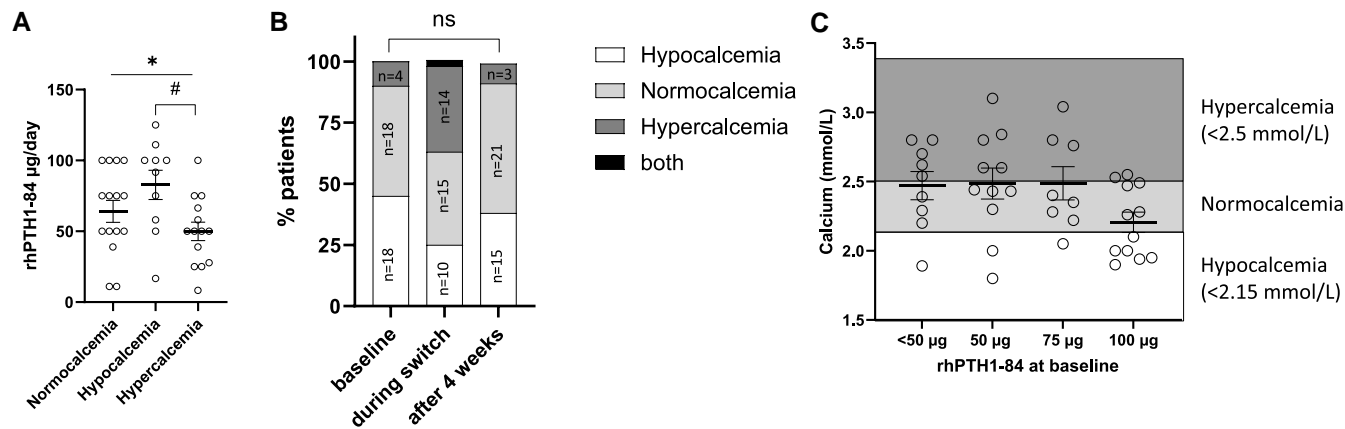 A
rhPTH1-84 µg/day
150
100
50
0
*
#
Normocalcemia
Hypocalcemia
Hypercalcemia
B
ns
% patients
100
75
50
25
0
n=4
n=18
n=18
n=14
n=15
n=10
n=3
n=21
n=15
baseline
during switch
after 4 weeks
Hypocalcemia
Normocalcemia
Hypercalcemia
both
C
Calcium (mmol/L)
3.5
3.0
2.5
2.0
1.5
<50 µg
50 µg
75 µg
100 µg
rhPTH1-84 at baseline
Hypercalcemia
(<2.5 mmol/L)
Normocalcemia
Hypocalcemia
(<2.15 mmol/L)